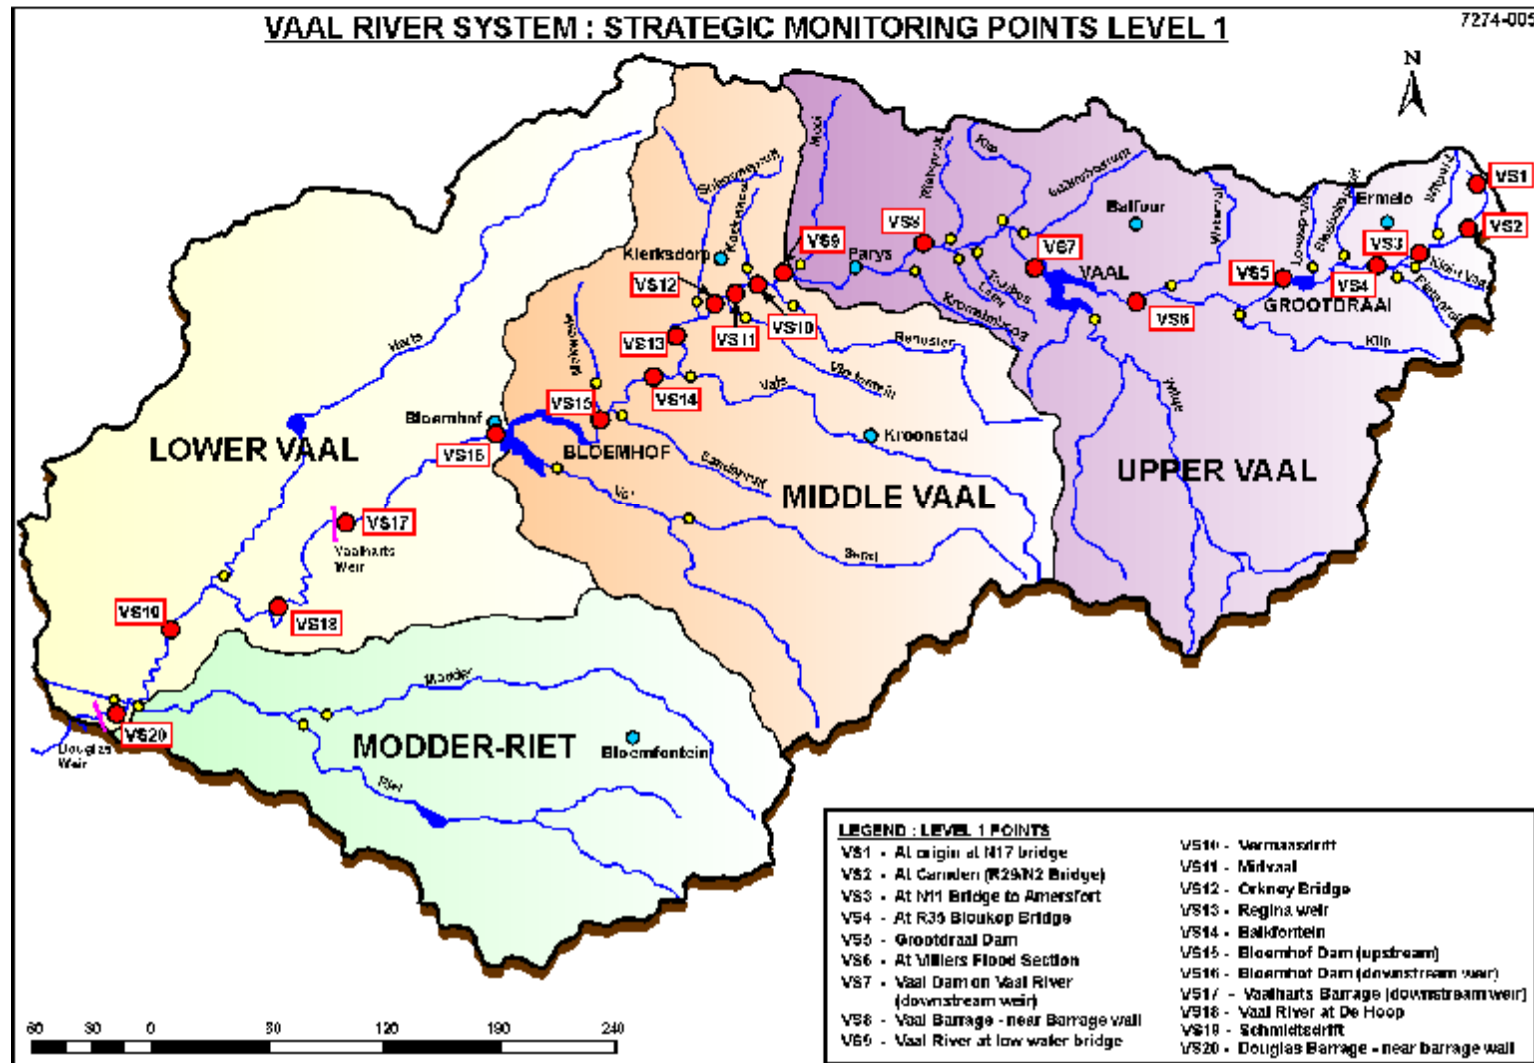 VAAL RIVER SYSTEM : STRATEGIC MONITORING POINTS LEVEL 1
7274-005
N
VS1
VS2
VS3
VS4
VS5
VS6
VS7
VS8
VS9
VS10
VS11
VS12
VS13
VS14
VS15
VS16
VS17
VS18
VS19
VS20
Ermelo
Balfour
Parys
Klerksdorp
Kroonstad
Bloemhof
Bloemfontein
VAAL
GROOTDRAAI
BLOEMHOF
LOWER VAAL
MIDDLE VAAL
UPPER VAAL
MODDER-RIET
Mooi
Klip
Waterval
Klip
Wilge
Renoster
Vals
Vet
Harts
Modder
Riet
Klein Vaal
Vaalharts
Weir
Douglas
Weir
60 30 0 60 120 180 240
LEGEND : LEVEL 1 POINTS
VS1 - At origin at N17 bridge
VS2 - At Camden (R29/N2 Bridge)
VS3 - At N11 Bridge to Amersfort
VS4 - At R35 Bloukop Bridge
VS5 - Grootdraai Dam
VS6 - At Villiers Flood Section
VS7 - Vaal Dam on Vaal River
(downstream weir)
VS8 - Vaal Barrage - near Barrage wall
VS9 - Vaal River at low water bridge
VS10 - Vermaasdrift
VS11 - Midvaal
VS12 - Orkney Bridge
VS13 - Regina weir
VS14 - Balkfontein
VS15 - Bloemhof Dam (upstream)
VS16 - Bloemhof Dam (downstream weir)
VS17 - Vaalharts Barrage (downstream weir)
VS18 - Vaal River at De Hoop
VS19 - Schmidtsdrift
VS20 - Douglas Barrage - near barrage wall